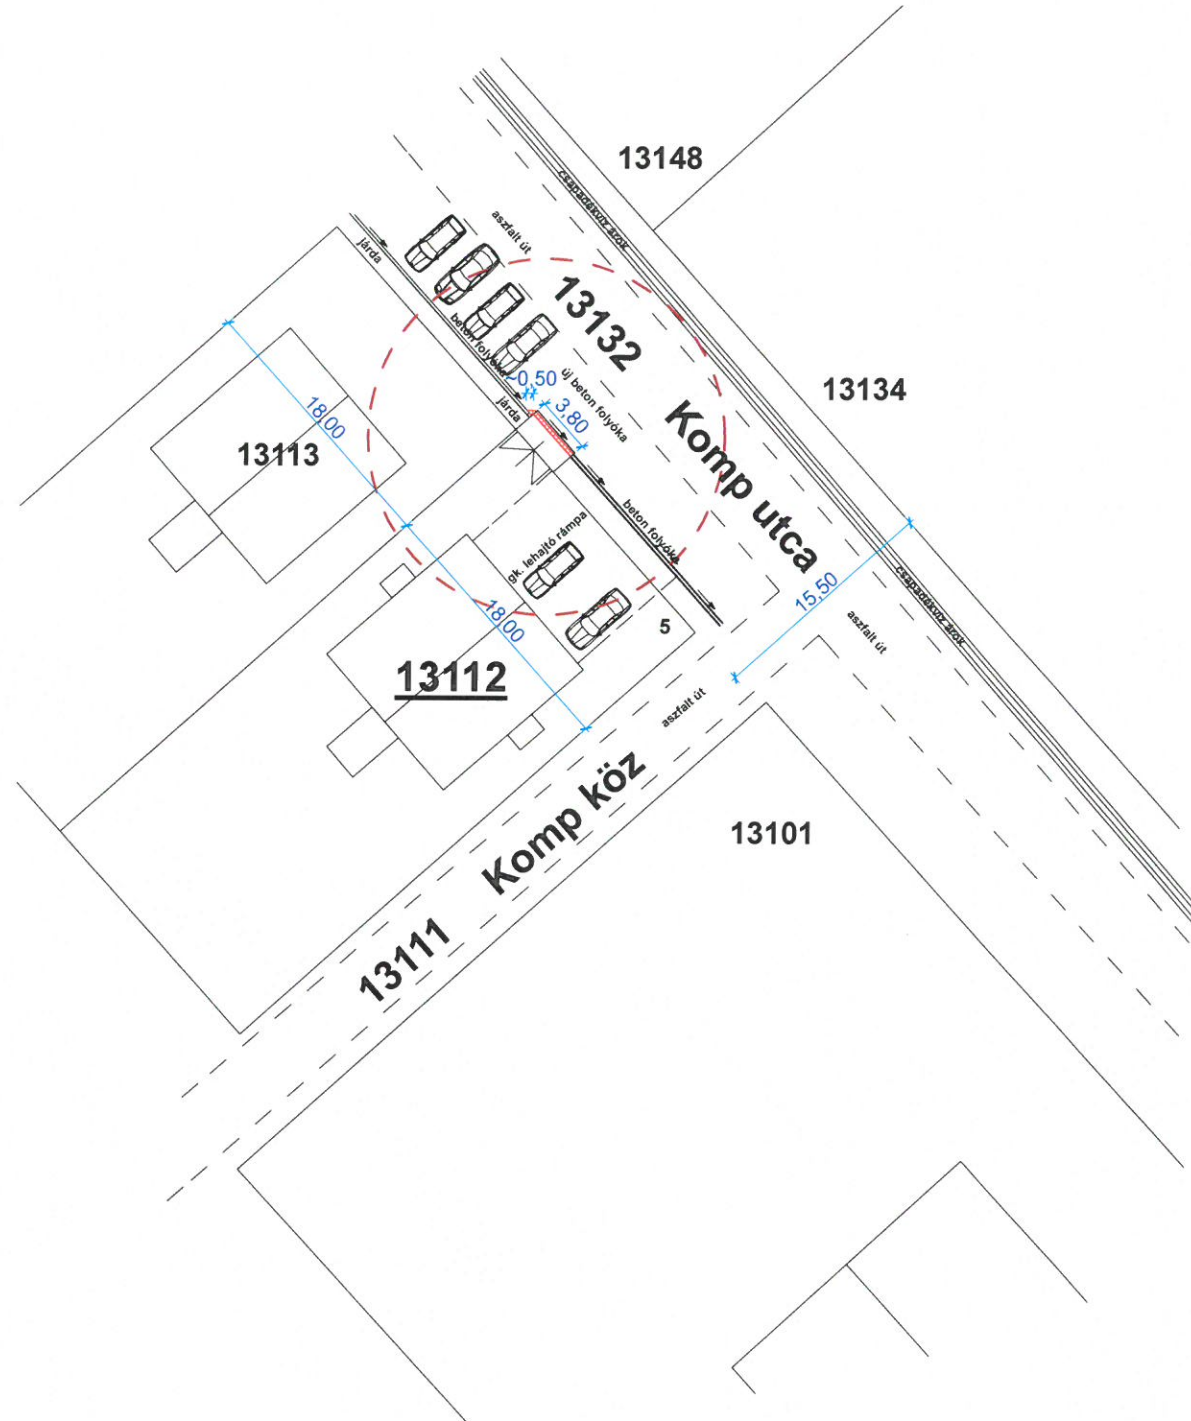 13148
csapadékvíz árok
aszfalt út
járda
13132
beton folyóka
~0,50
új beton folyóka
13134
járda
3,80
18,00
13113
Komp utca
beton folyóka
gk. lehajtó rámpa
csapadékvíz árok
15,50
aszfalt út
18,00
5
13112
aszfalt út
Komp köz
13101
13111